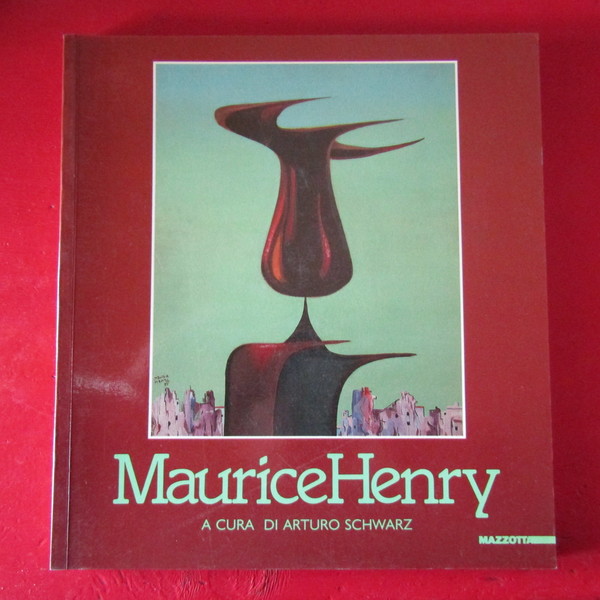 MauriceHenry
A CURA DI ARTURO SCHWARZ
MAZZOTTA